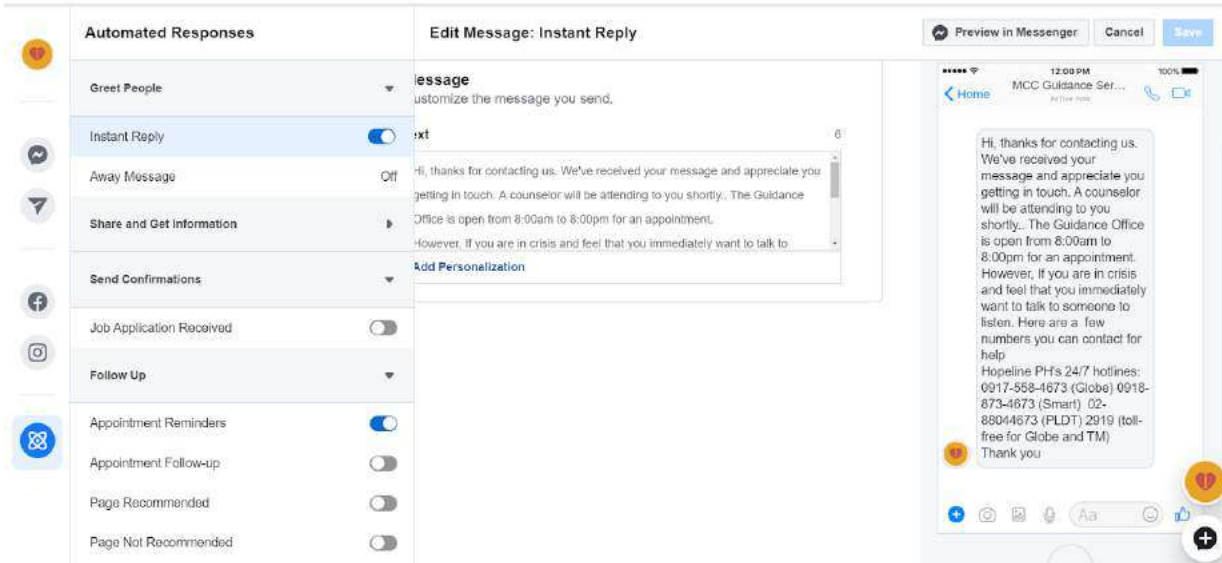 Automated Responses
Edit Message: Instant Reply
Preview in Messenger
Cancel
Save
Greet People
Instant Reply
Away Message Off
Share and Get Information
Send Confirmations
Job Application Received
Follow Up
Appointment Reminders
Appointment Follow-up
Page Recommended
Page Not Recommended
essage
ustomize the message you send.
ext 6
Hi, thanks for contacting us. We've received your message and appreciate you
getting in touch. A counselor will be attending to you shortly.. The Guidance
Office is open from 8:00am to 8:00pm for an appointment.
However, If you are in crisis and feel that you immediately want to talk to
Add Personalization
12:00 PM 100%
Home
MCC Guidance Ser...
Active now
Hi, thanks for contacting us.
We've received your
message and appreciate you
getting in touch. A counselor
will be attending to you
shortly.. The Guidance Office
is open from 8:00am to
8:00pm for an appointment.
However, If you are in crisis
and feel that you immediately
want to talk to someone to
listen. Here are a few
numbers you can contact for
help
Hopeline PH's 24/7 hotlines:
0917-558-4673 (Globe) 0918-
873-4673 (Smart) 02-
88044673 (PLDT) 2919 (toll-
free for Globe and TM)
Thank you
Aa